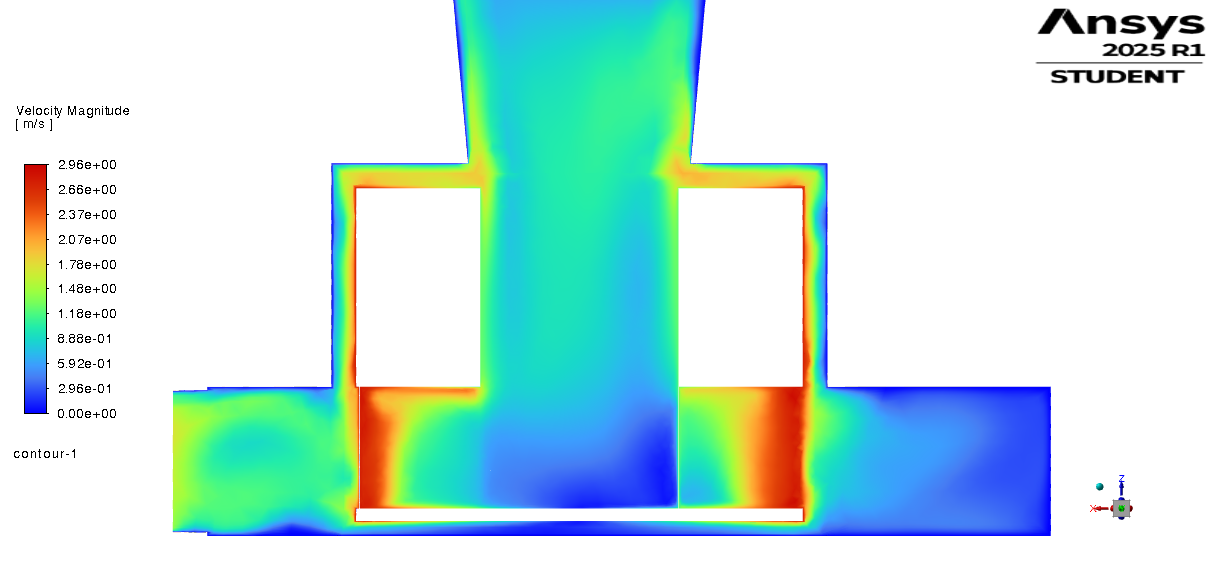 Ansys
2025 R1
STUDENT
Velocity Magnitude
[ m/s ]
2.96e+00
2.66e+00
2.37e+00
2.07e+00
1.78e+00
1.48e+00
1.18e+00
8.88e-01
5.92e-01
2.96e-01
0.00e+00
contour-1
Z
X